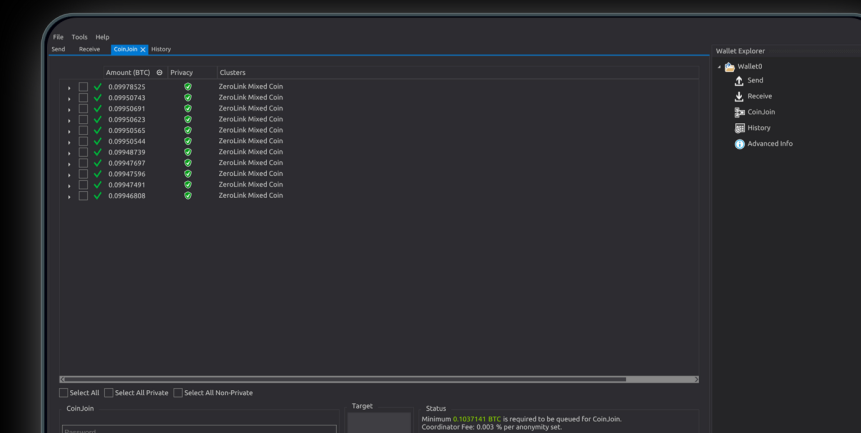 File Tools Help
Send Receive CoinJoin History
Wallet Explorer
Wallet0
Send
Receive
CoinJoin
History
Advanced Info
Amount (BTC) Privacy Clusters
0.09978525 ZeroLink Mixed Coin
0.09950743 ZeroLink Mixed Coin
0.09950691 ZeroLink Mixed Coin
0.09950623 ZeroLink Mixed Coin
0.09950565 ZeroLink Mixed Coin
0.09950544 ZeroLink Mixed Coin
0.09948739 ZeroLink Mixed Coin
0.09947697 ZeroLink Mixed Coin
0.09947596 ZeroLink Mixed Coin
0.09947491 ZeroLink Mixed Coin
0.09946808 ZeroLink Mixed Coin
Select All Select All Private Select All Non-Private
CoinJoin Target Status
Minimum 0.1037141 BTC is required to be queued for CoinJoin.
Coordinator Fee: 0.003 % per anonymity set.
Password